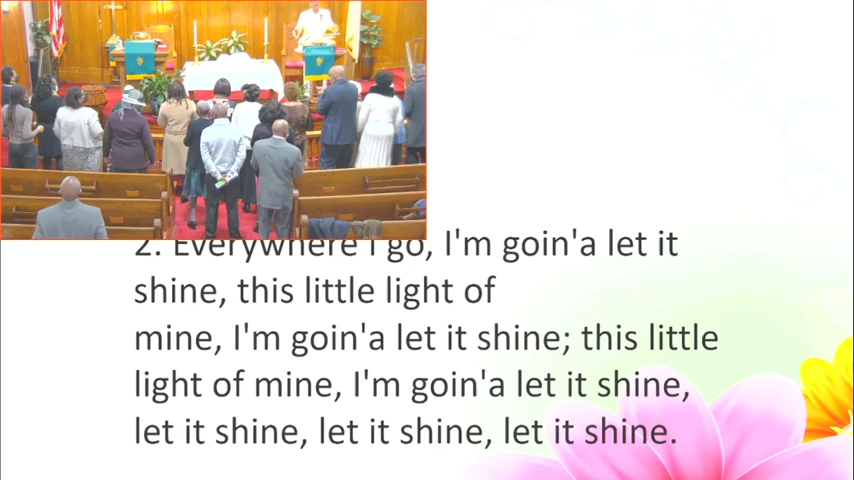 2. Everywhere I go, I'm goin'a let it
shine, this little light of
mine, I'm goin'a let it shine; this little
light of mine, I'm goin'a let it shine,
let it shine, let it shine, let it shine.